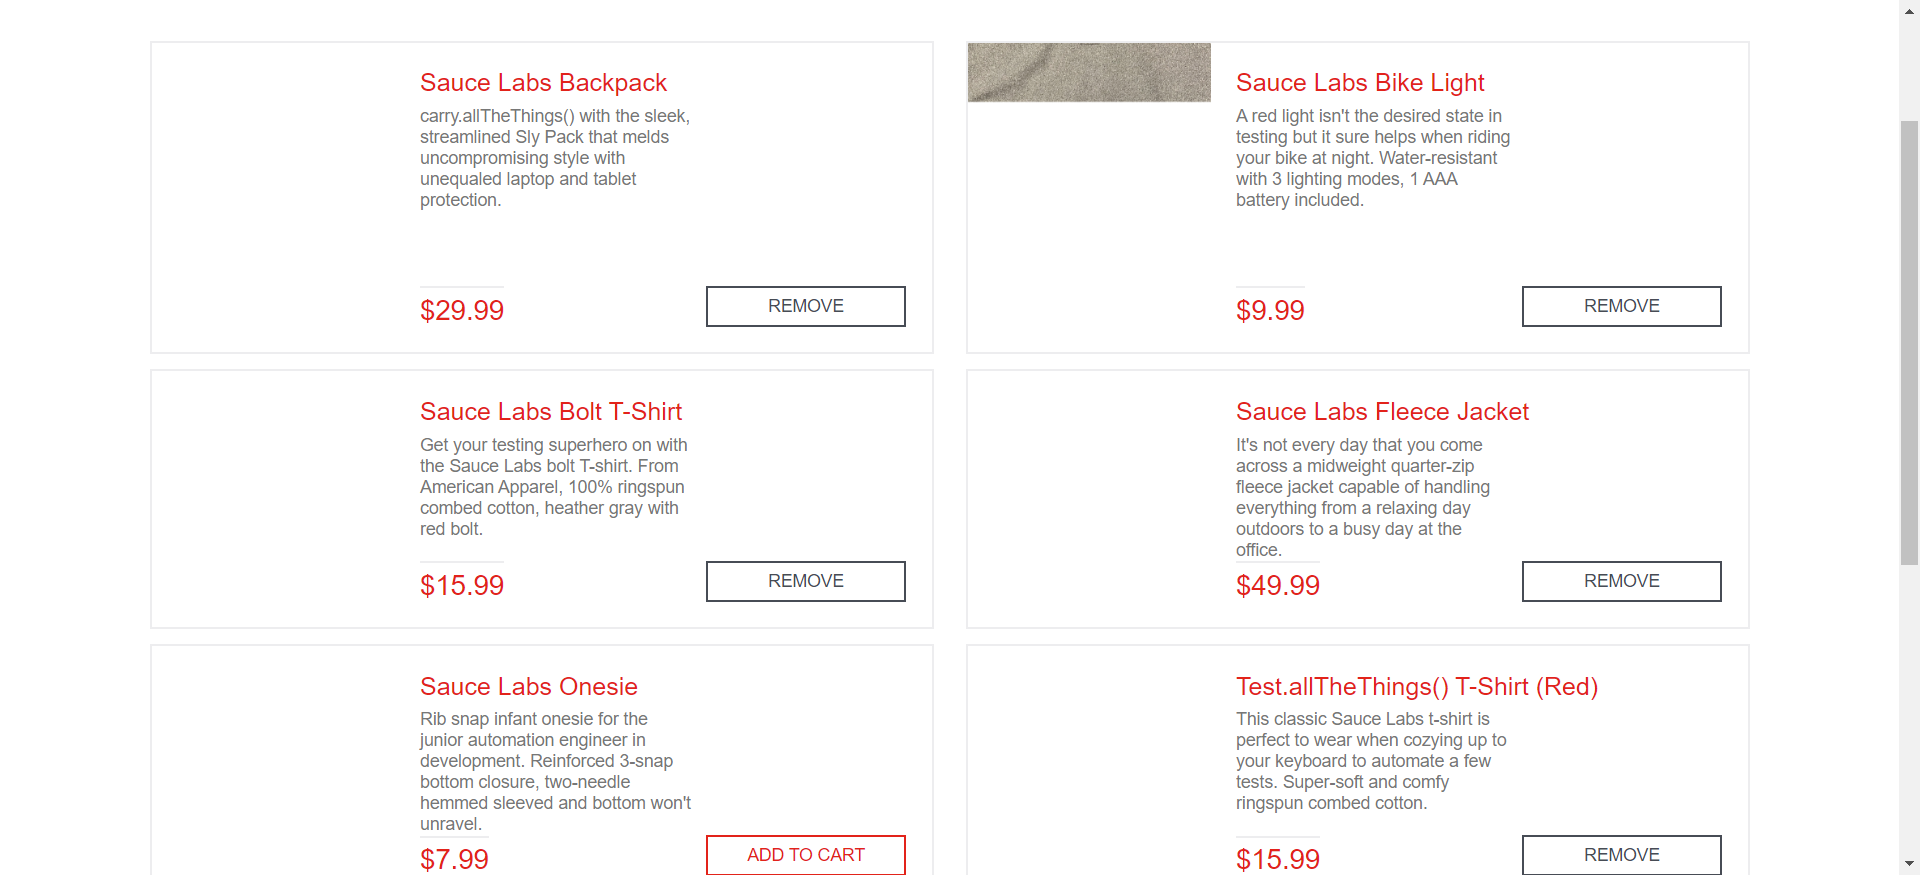 Sauce Labs Backpack
carry.allTheThings() with the sleek,
streamlined Sly Pack that melds
uncompromising style with
unequaled laptop and tablet
protection.
$29.99
REMOVE
Sauce Labs Bike Light
A red light isn't the desired state in
testing but it sure helps when riding
your bike at night. Water-resistant
with 3 lighting modes, 1 AAA
battery included.
$9.99
REMOVE
Sauce Labs Bolt T-Shirt
Get your testing superhero on with
the Sauce Labs bolt T-shirt. From
American Apparel, 100% ringspun
combed cotton, heather gray with
red bolt.
$15.99
REMOVE
Sauce Labs Fleece Jacket
It's not every day that you come
across a midweight quarter-zip
fleece jacket capable of handling
everything from a relaxing day
outdoors to a busy day at the
office.
$49.99
REMOVE
Sauce Labs Onesie
Rib snap infant onesie for the
junior automation engineer in
development. Reinforced 3-snap
bottom closure, two-needle
hemmed sleeved and bottom won't
unravel.
$7.99
ADD TO CART
Test.allTheThings() T-Shirt (Red)
This classic Sauce Labs t-shirt is
perfect to wear when cozying up to
your keyboard to automate a few
tests. Super-soft and comfy
ringspun combed cotton.
$15.99
REMOVE